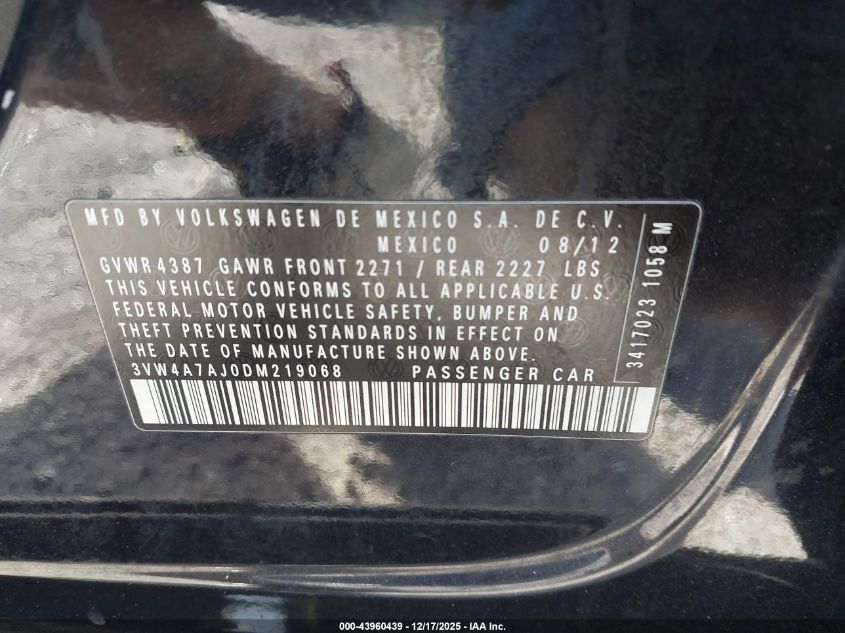 MFD BY VOLKSWAGEN DE MEXICO S.A. DE C.V.
MEXICO 08/12
GVWR 4387 GAWR FRONT 2271 / REAR 2227 LBS
THIS VEHICLE CONFORMS TO ALL APPLICABLE U.S.
FEDERAL MOTOR VEHICLE SAFETY, BUMPER AND
THEFT PREVENTION STANDARDS IN EFFECT ON
THE DATE OF MANUFACTURE SHOWN ABOVE.
3VW4A7AJ0DM219068 PASSENGER CAR
3417023 1058 M
000-43960439 - 12/17/2025 - IAA Inc.